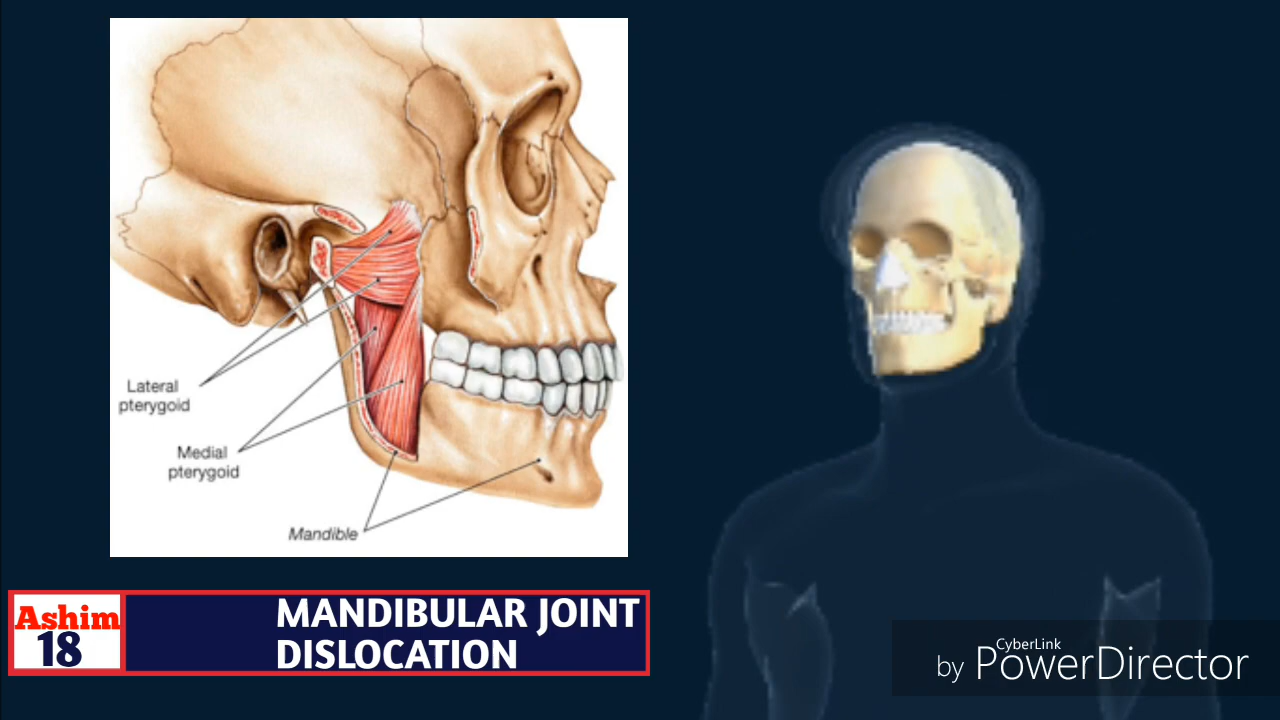 Lateral
pterygoid
Medial
pterygoid
Mandible
Ashim
18
MANDIBULAR JOINT
DISLOCATION
CyberLink
by PowerDirector